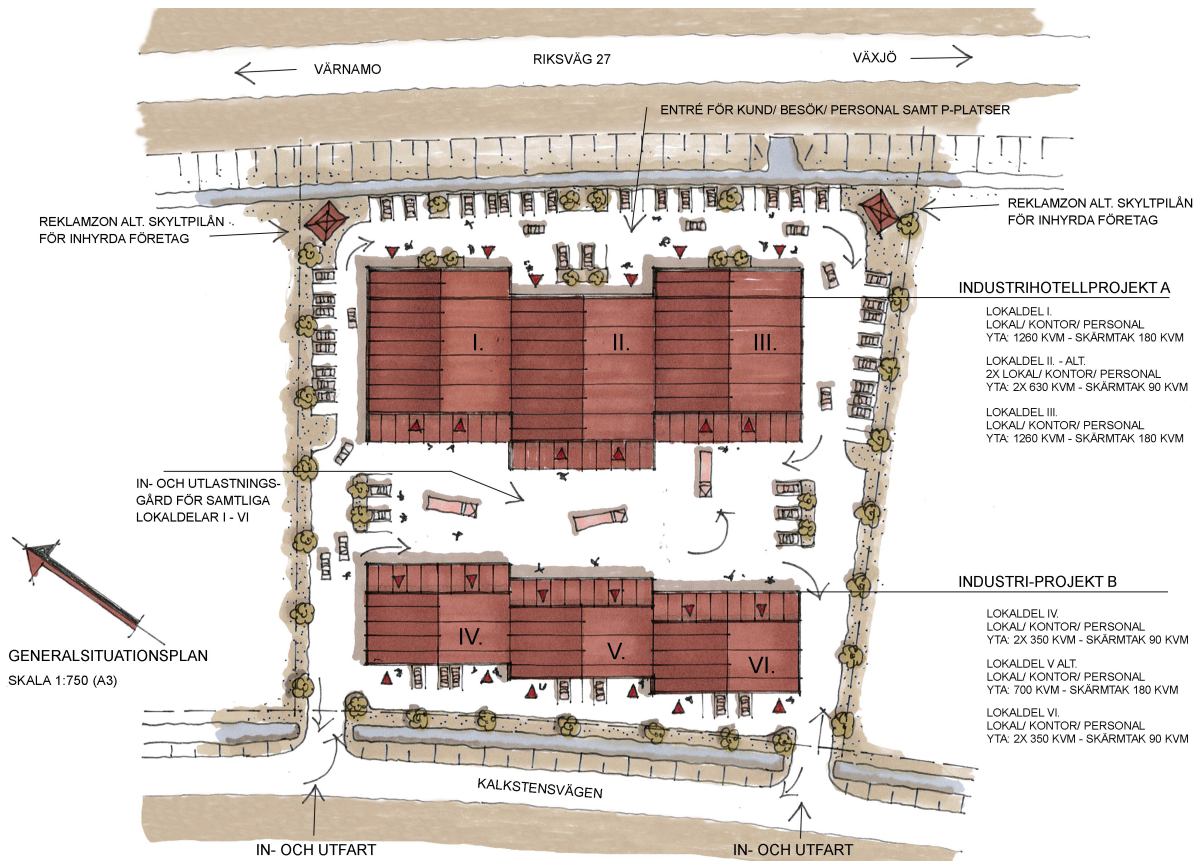 RIKSVÄG 27
VÄXJÖ
VÄRNAMO
ENTRÉ FÖR KUND/ BESÖK/ PERSONAL SAMT P-PLATSER
REKLAMZON ALT. SKYLTPILÅN
FÖR INHYRDA FÖRETAG
REKLAMZON ALT. SKYLTPILÅN
FÖR INHYRDA FÖRETAG
I.
II.
III.
INDUSTRIHOTELLPROJEKT A
LOKALDEL I.
LOKAL/ KONTOR/ PERSONAL
YTA: 1260 KVM - SKÄRMTAK 180 KVM
LOKALDEL II. - ALT.
2X LOKAL/ KONTOR/ PERSONAL
YTA: 2X 630 KVM - SKÄRMTAK 90 KVM
LOKALDEL III.
LOKAL/ KONTOR/ PERSONAL
YTA: 1260 KVM - SKÄRMTAK 180 KVM
IN- OCH UTLASTNINGS-
GÅRD FÖR SAMTLIGA
LOKALDELAR I - VI
INDUSTRI-PROJEKT B
LOKALDEL IV.
LOKAL/ KONTOR/ PERSONAL
YTA: 2X 350 KVM - SKÄRMTAK 90 KVM
LOKALDEL V ALT.
LOKAL/ KONTOR/ PERSONAL
YTA: 700 KVM - SKÄRMTAK 180 KVM
LOKALDEL VI.
LOKAL/ KONTOR/ PERSONAL
YTA: 2X 350 KVM - SKÄRMTAK 90 KVM
IV.
V.
VI.
GENERALSITUATIONSPLAN
SKALA 1:750 (A3)
KALKSTENSVÄGEN
IN- OCH UTFART
IN- OCH UTFART